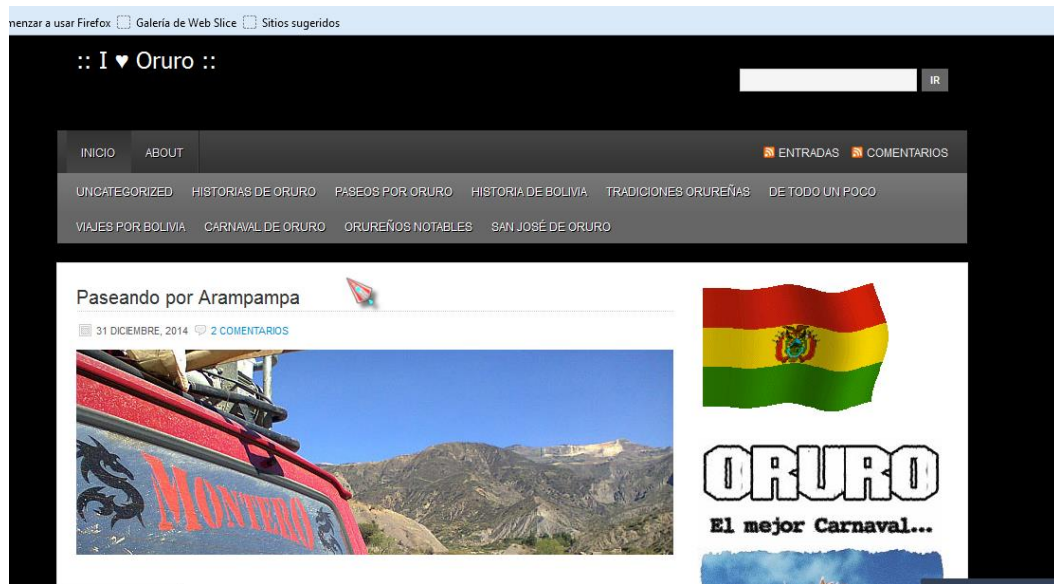 menzar a usar Firefox Galería de Web Slice Sitios sugeridos
:: I ♥ Oruro ::
IR
INICIO ABOUT ENTRADAS COMENTARIOS
UNCATEGORIZED HISTORIAS DE ORURO PASEOS POR ORURO HISTORIA DE BOLIVIA TRADICIONES ORUREÑAS DE TODO UN POCO
VIAJES POR BOLIVIA CARNAVAL DE ORURO ORUREÑOS NOTABLES SAN JOSÉ DE ORURO
Paseando por Arampampa
31 DICIEMBRE, 2014 2 COMENTARIOS
MONTERO
ORURO
El mejor Carnaval...